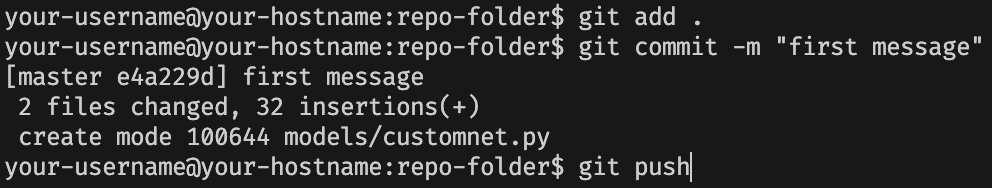 your-username@your-hostname:repo-folder$ git add .
your-username@your-hostname:repo-folder$ git commit -m "first message"
[master e4a229d] first message
 2 files changed, 32 insertions(+)
 create mode 100644 models/customnet.py
your-username@your-hostname:repo-folder$ git push